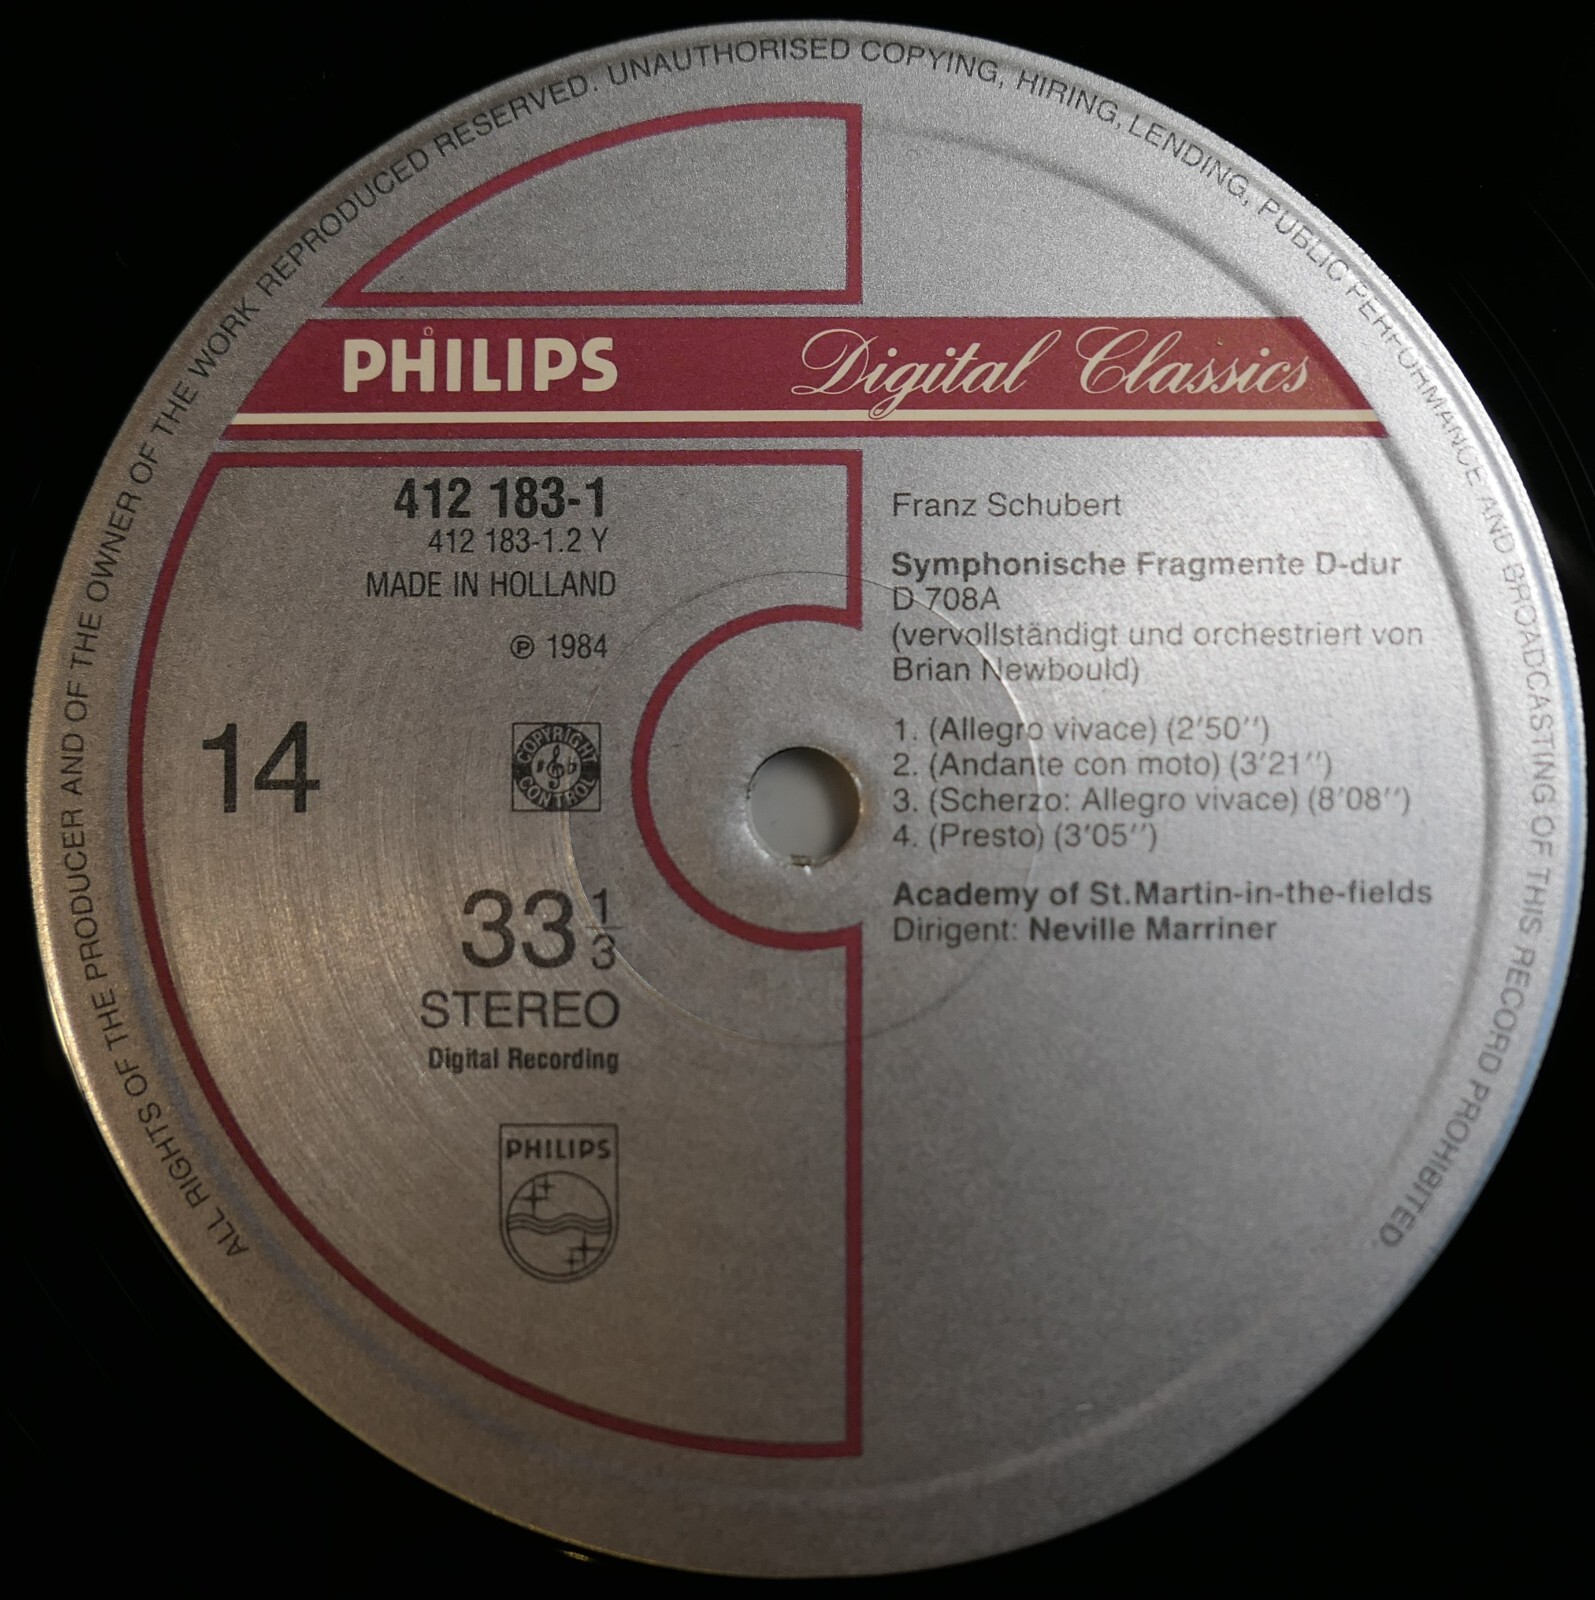 ALL RIGHTS OF THE PRODUCER AND OF THE OWNER OF THE WORK REPRODUCED RESERVED. UNAUTHORISED COPYING, HIRING, LENDING, PUBLIC PERFORMANCE AND BROADCASTING OF THIS RECORD PROHIBITED.
PHILIPS Digital Classics
412 183-1
412 183-1.2 Y
MADE IN HOLLAND
℗ 1984
14
COPYRIGHT CONTROL
33 1/3
STEREO
Digital Recording
PHILIPS
Franz Schubert
Symphonische Fragmente D-dur
D 708A
(vervollständigt und orchestriert von
Brian Newbould)
1. (Allegro vivace) (2'50'')
2. (Andante con moto) (3'21'')
3. (Scherzo: Allegro vivace) (8'08'')
4. (Presto) (3'05'')
Academy of St.Martin-in-the-fields
Dirigent: Neville Marriner